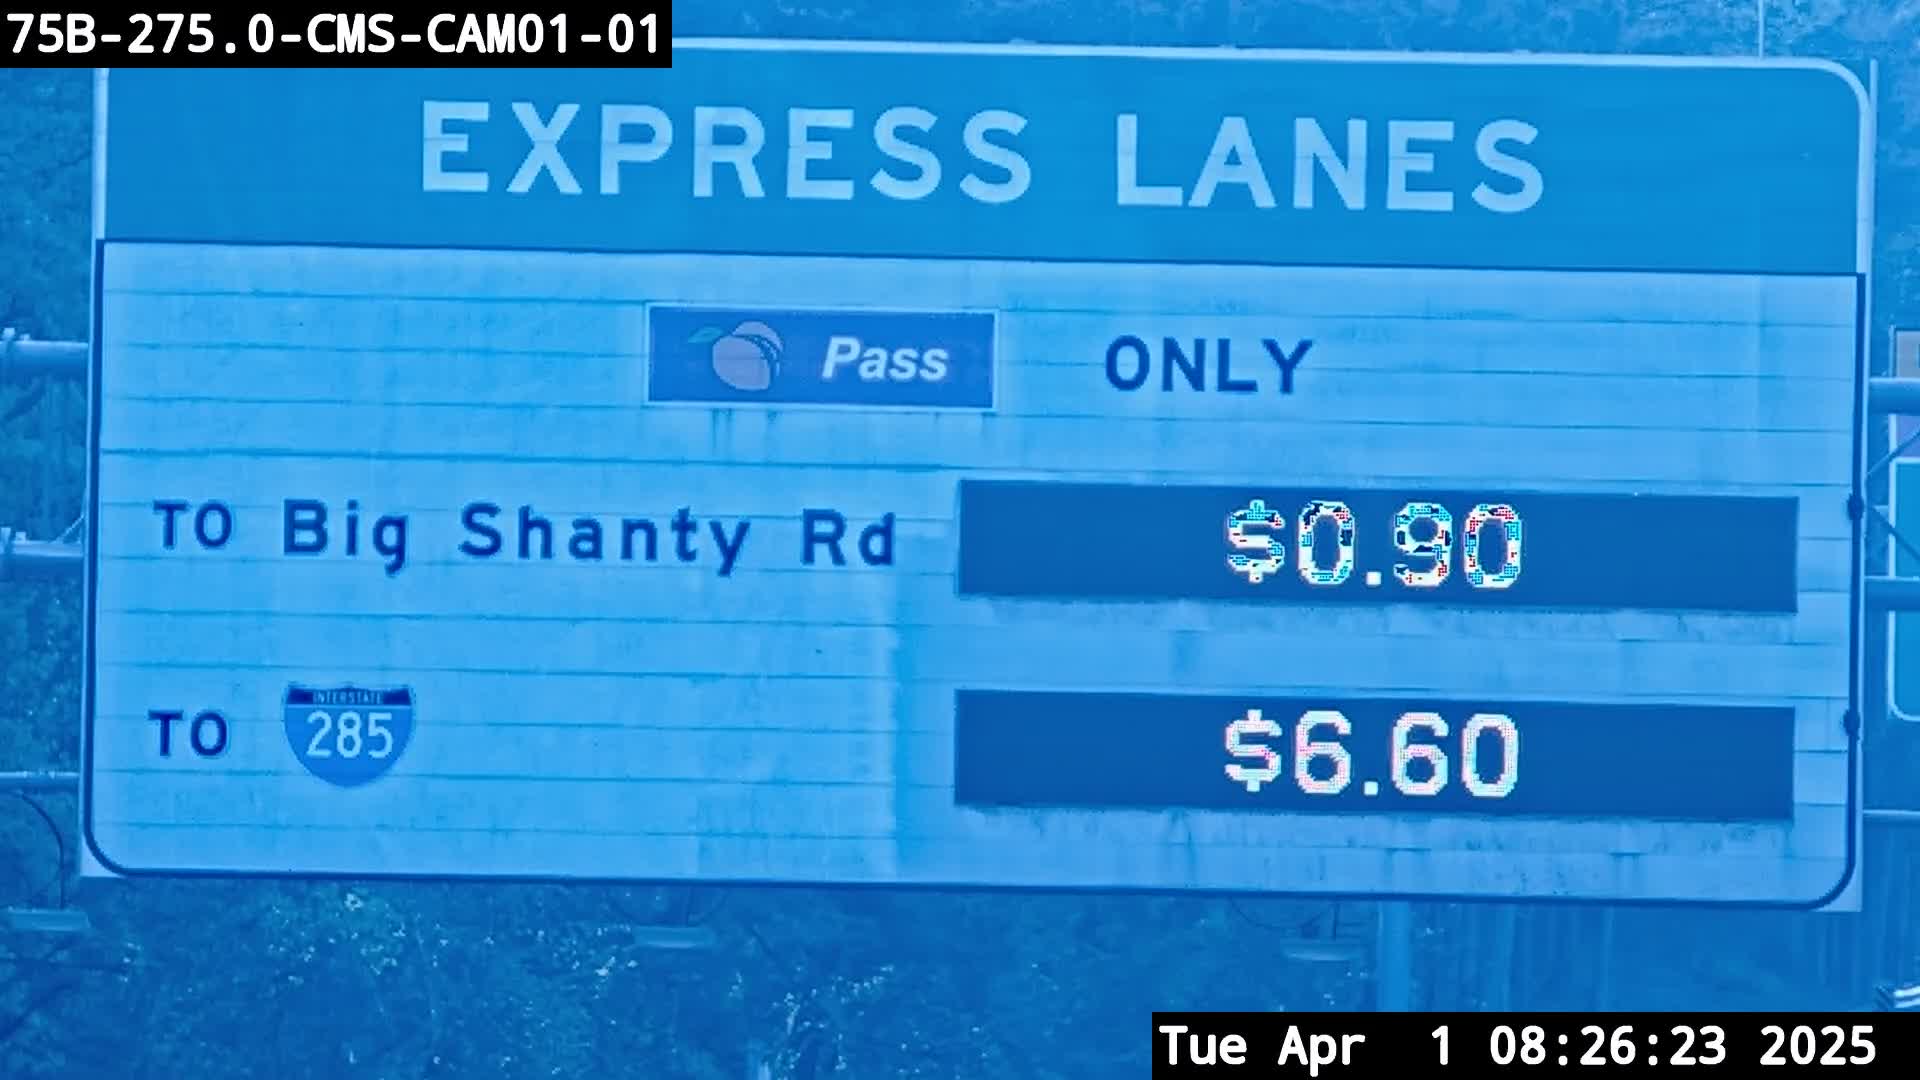 75B-275.0-CMS-CAM01-01
EXPRESS LANES
Pass ONLY
TO Big Shanty Rd $0.90
TO INTERSTATE 285 $6.60
Tue Apr 1 08:26:23 2025